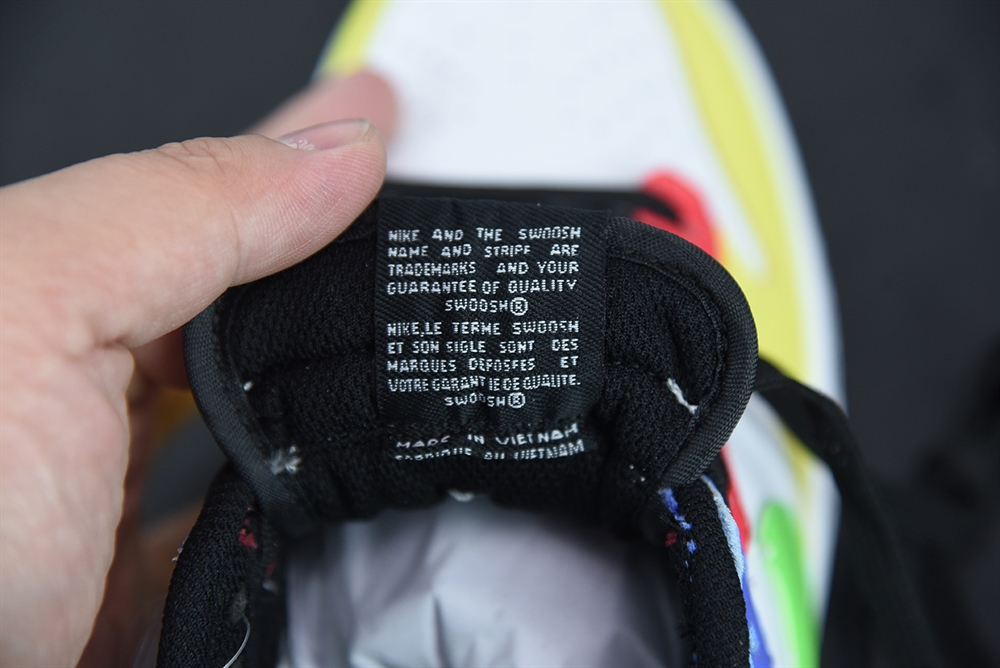 NIKE AND THE SWOOSH
NAME AND STRIPE ARE
TRADEMARKS AND YOUR
GUARANTEE OF QUALITY
SWOOSH®
NIKE,LE TERME SWOOSH
ET SON SIGLE SONT DES
MARQUES DEPOSEES ET
VOTRE GARANTIE DE QUALITE.
SWOOSH®
MADE IN VIETNAM
FABRIQUE AU VIETNAM